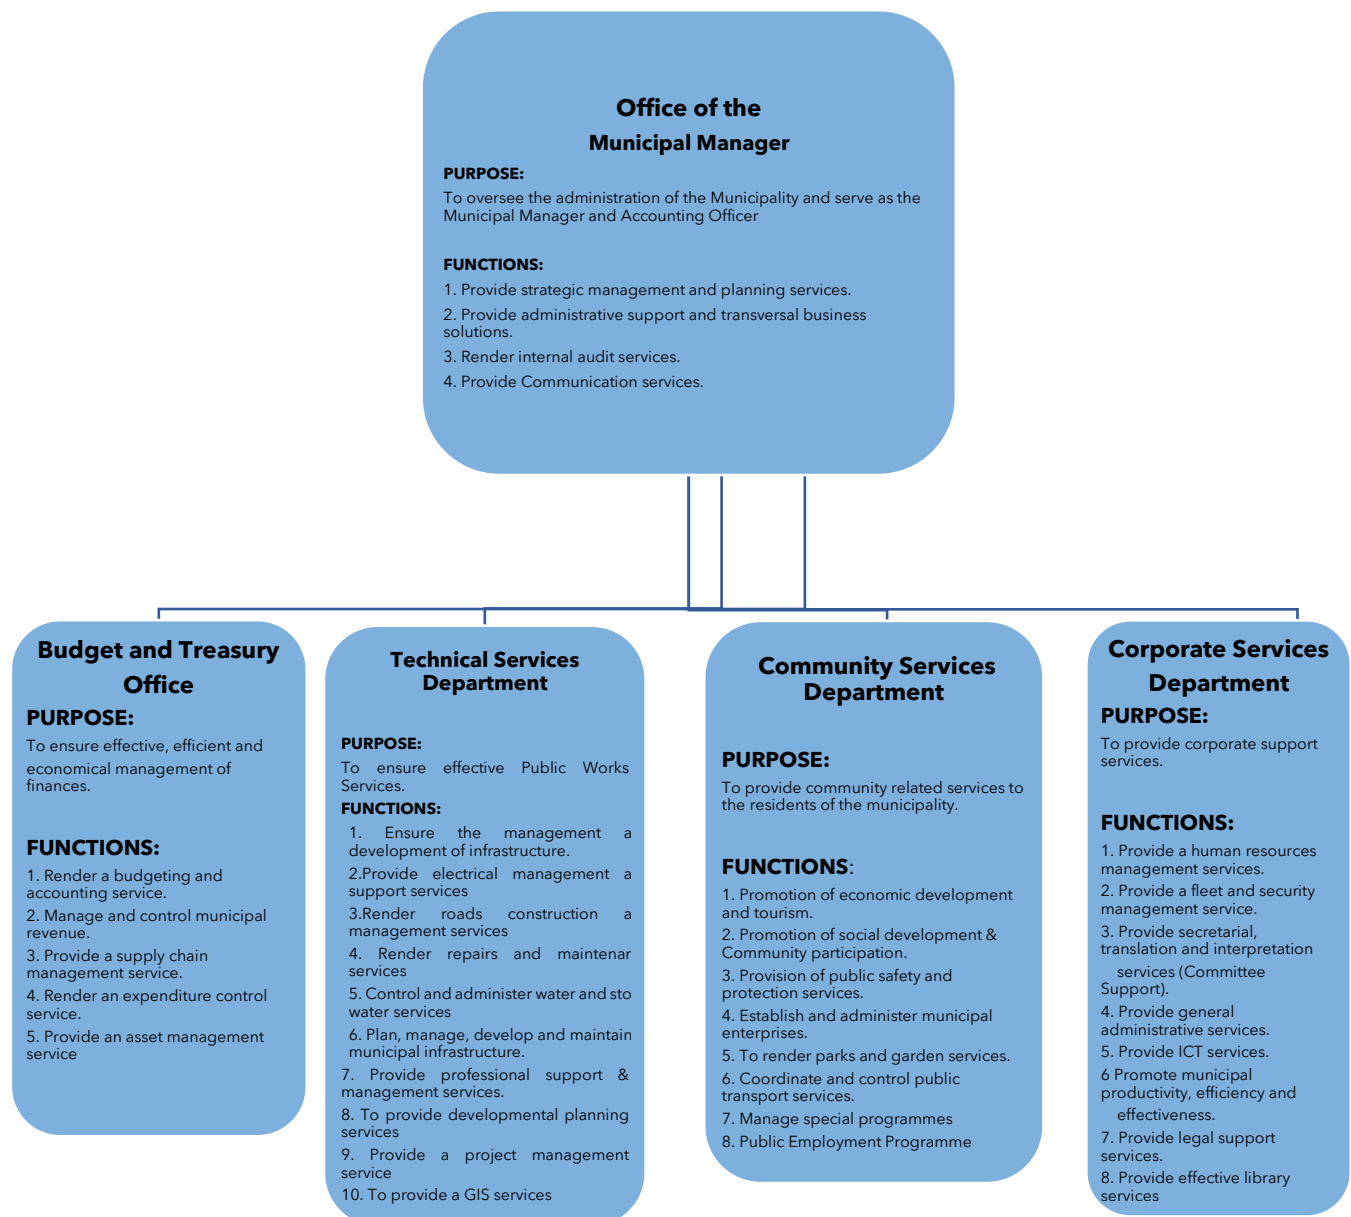 Office of the
Municipal Manager
PURPOSE:
To oversee the administration of the Municipality and serve as the
Municipal Manager and Accounting Officer
FUNCTIONS:
1. Provide strategic management and planning services.
2. Provide administrative support and transversal business
solutions.
3. Render internal audit services.
4. Provide Communication services.
Budget and Treasury
Office
PURPOSE:
To ensure effective, efficient and
economical management of
finances.
FUNCTIONS:
1. Render a budgeting and
accounting service.
2. Manage and control municipal
revenue.
3. Provide a supply chain
management service.
4. Render an expenditure control
service.
5. Provide an asset management
service
Technical Services
Department
PURPOSE:
To ensure effective Public Works
Services.
FUNCTIONS:
1. Ensure the management a
development of infrastructure.
2.Provide electrical management a
support services
3.Render roads construction a
management services
4. Render repairs and maintenar
services
5. Control and administer water and sto
water services
6. Plan, manage, develop and maintain
municipal infrastructure.
7. Provide professional support &
management services.
8. To provide developmental planning
services
9. Provide a project management
service
10. To provide a GIS services
Community Services
Department
PURPOSE:
To provide community related services to
the residents of the municipality.
FUNCTIONS:
1. Promotion of economic development
and tourism.
2. Promotion of social development &
Community participation.
3. Provision of public safety and
protection services.
4. Establish and administer municipal
enterprises.
5. To render parks and garden services.
6. Coordinate and control public
transport services.
7. Manage special programmes
8. Public Employment Programme
Corporate Services
Department
PURPOSE:
To provide corporate support
services.
FUNCTIONS:
1. Provide a human resources
management services.
2. Provide a fleet and security
management service.
3. Provide secretarial,
translation and interpretation
services (Committee
Support).
4. Provide general
administrative services.
5. Provide ICT services.
6 Promote municipal
productivity, efficiency and
effectiveness.
7. Provide legal support
services.
8. Provide effective library
services